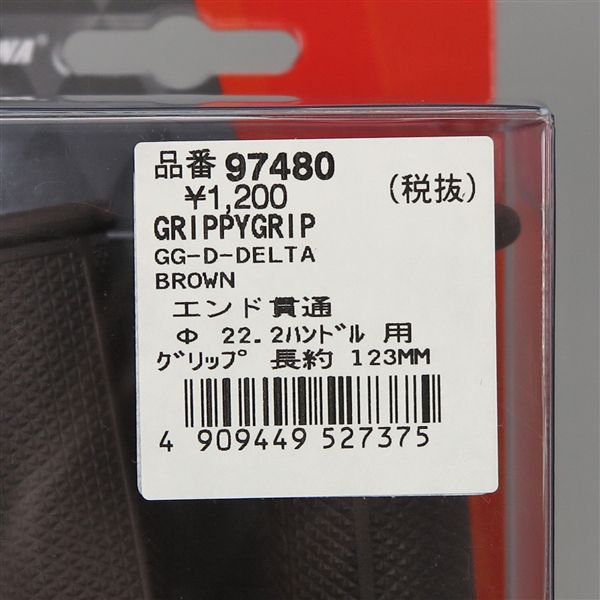 品番 97480
¥1,200 (税抜)
GRIPPYGRIP
GG-D-DELTA
BROWN
エンド貫通
Φ 22.2ﾊﾝﾄﾞﾙ 用
ｸﾞﾘｯﾌﾟ 長約 123MM
4 909449 527375